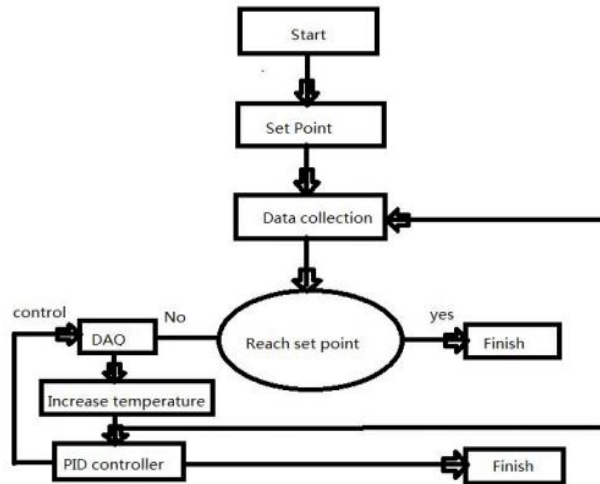 Start
Set Point
Data collection
control
No
yes
DAQ
Reach set point
Finish
Increase temperature
PID controller
Finish